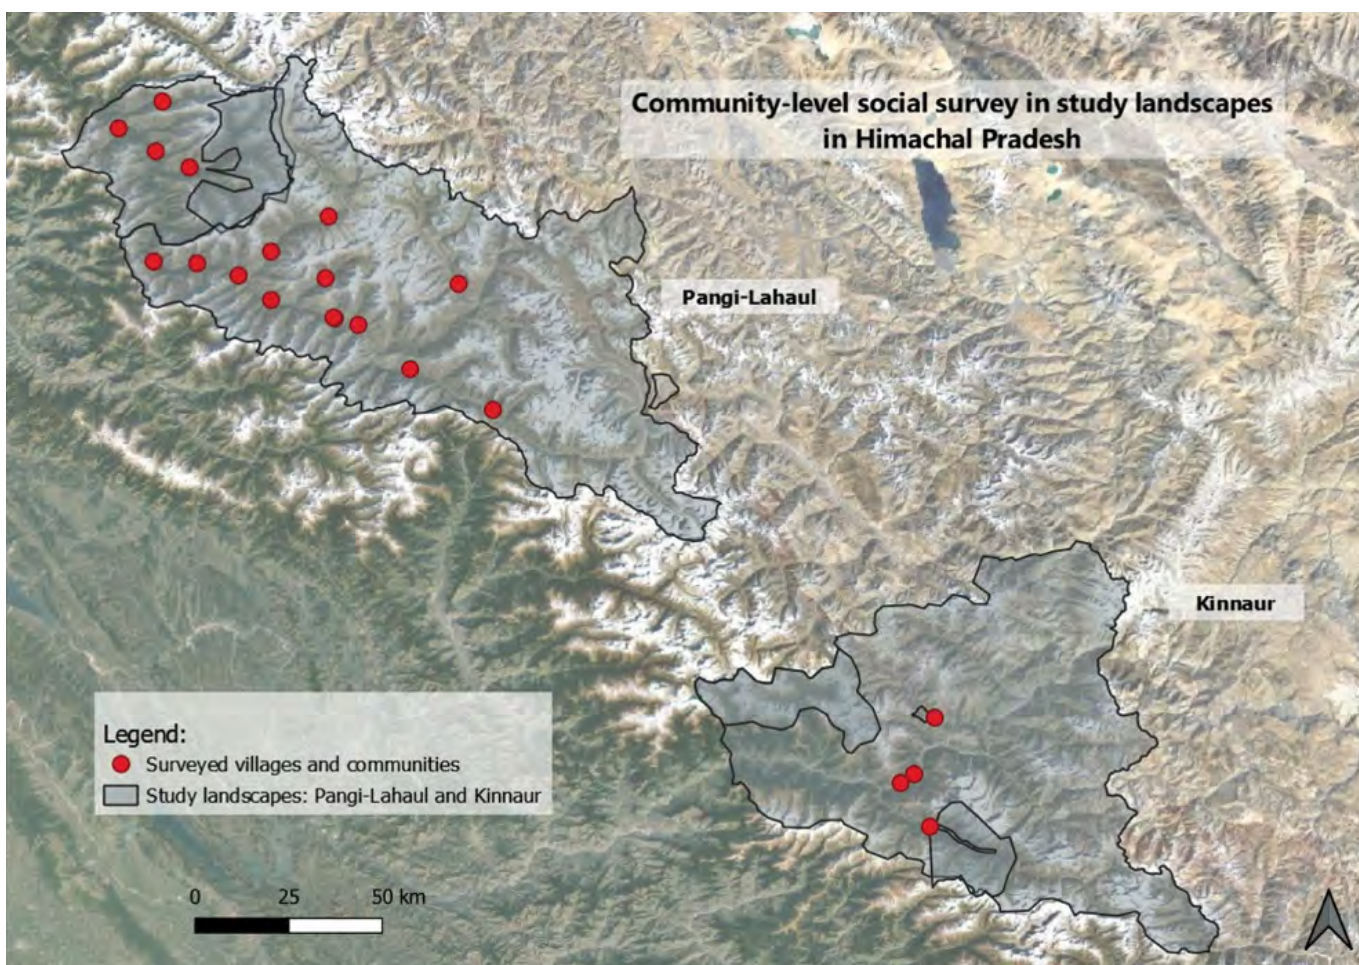 Community-level social survey in study landscapes
in Himachal Pradesh
Pangi-Lahaul
Kinnaur
Legend:
Surveyed villages and communities
Study landscapes: Pangi-Lahaul and Kinnaur
0 25 50 km